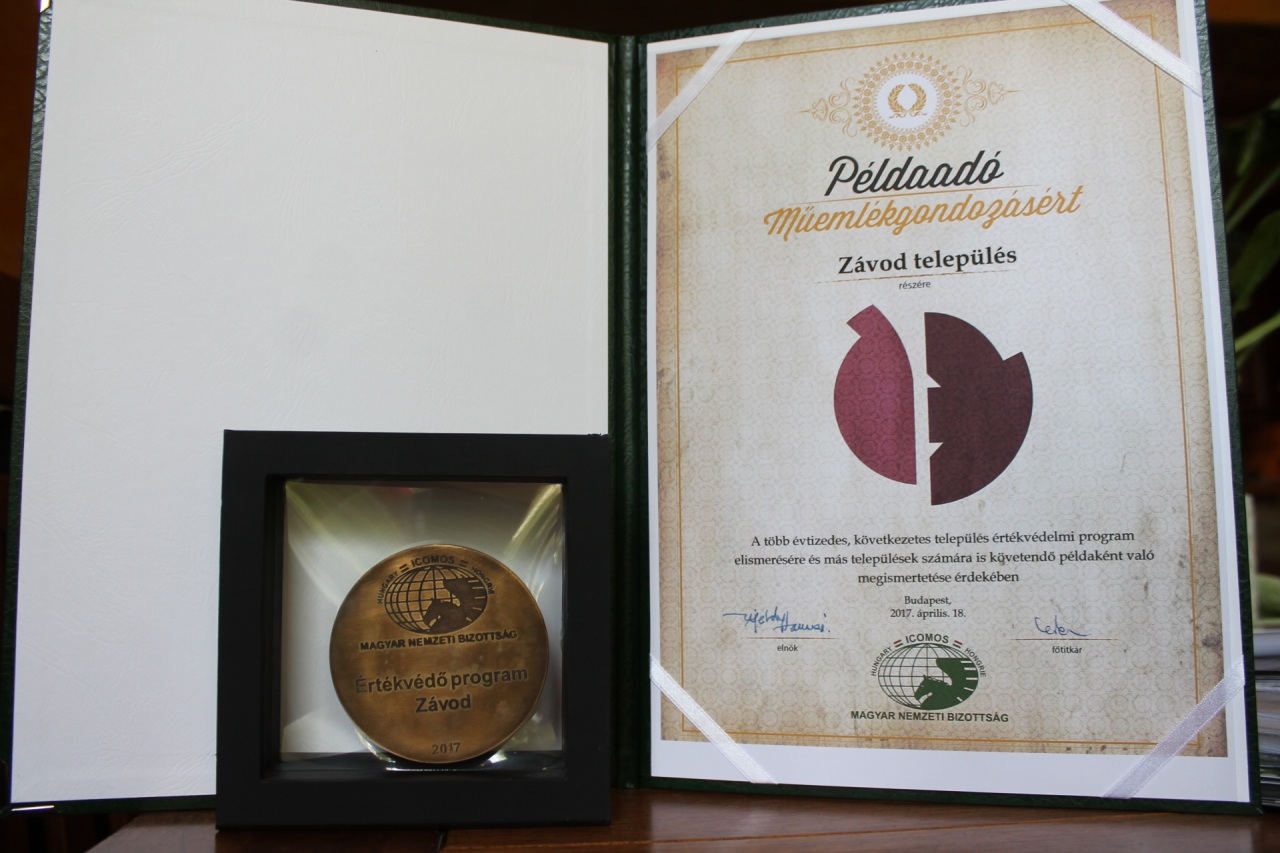 HUNGARY = ICOMOS = HONGRIE
MAGYAR NEMZETI BIZOTTSÁG
Értékvédő program
Závod
2017
Példaadó
Műemlékgondozásért
Závod település
részére
A több évtizedes, következetes település értékvédelmi program
elismerésére és más települések számára is követendő példaként való
megismertetése érdekében
Budapest,
2017. április. 18.
elnök
főtitkár
HUNGARY = ICOMOS = HONGRIE
MAGYAR NEMZETI BIZOTTSÁG